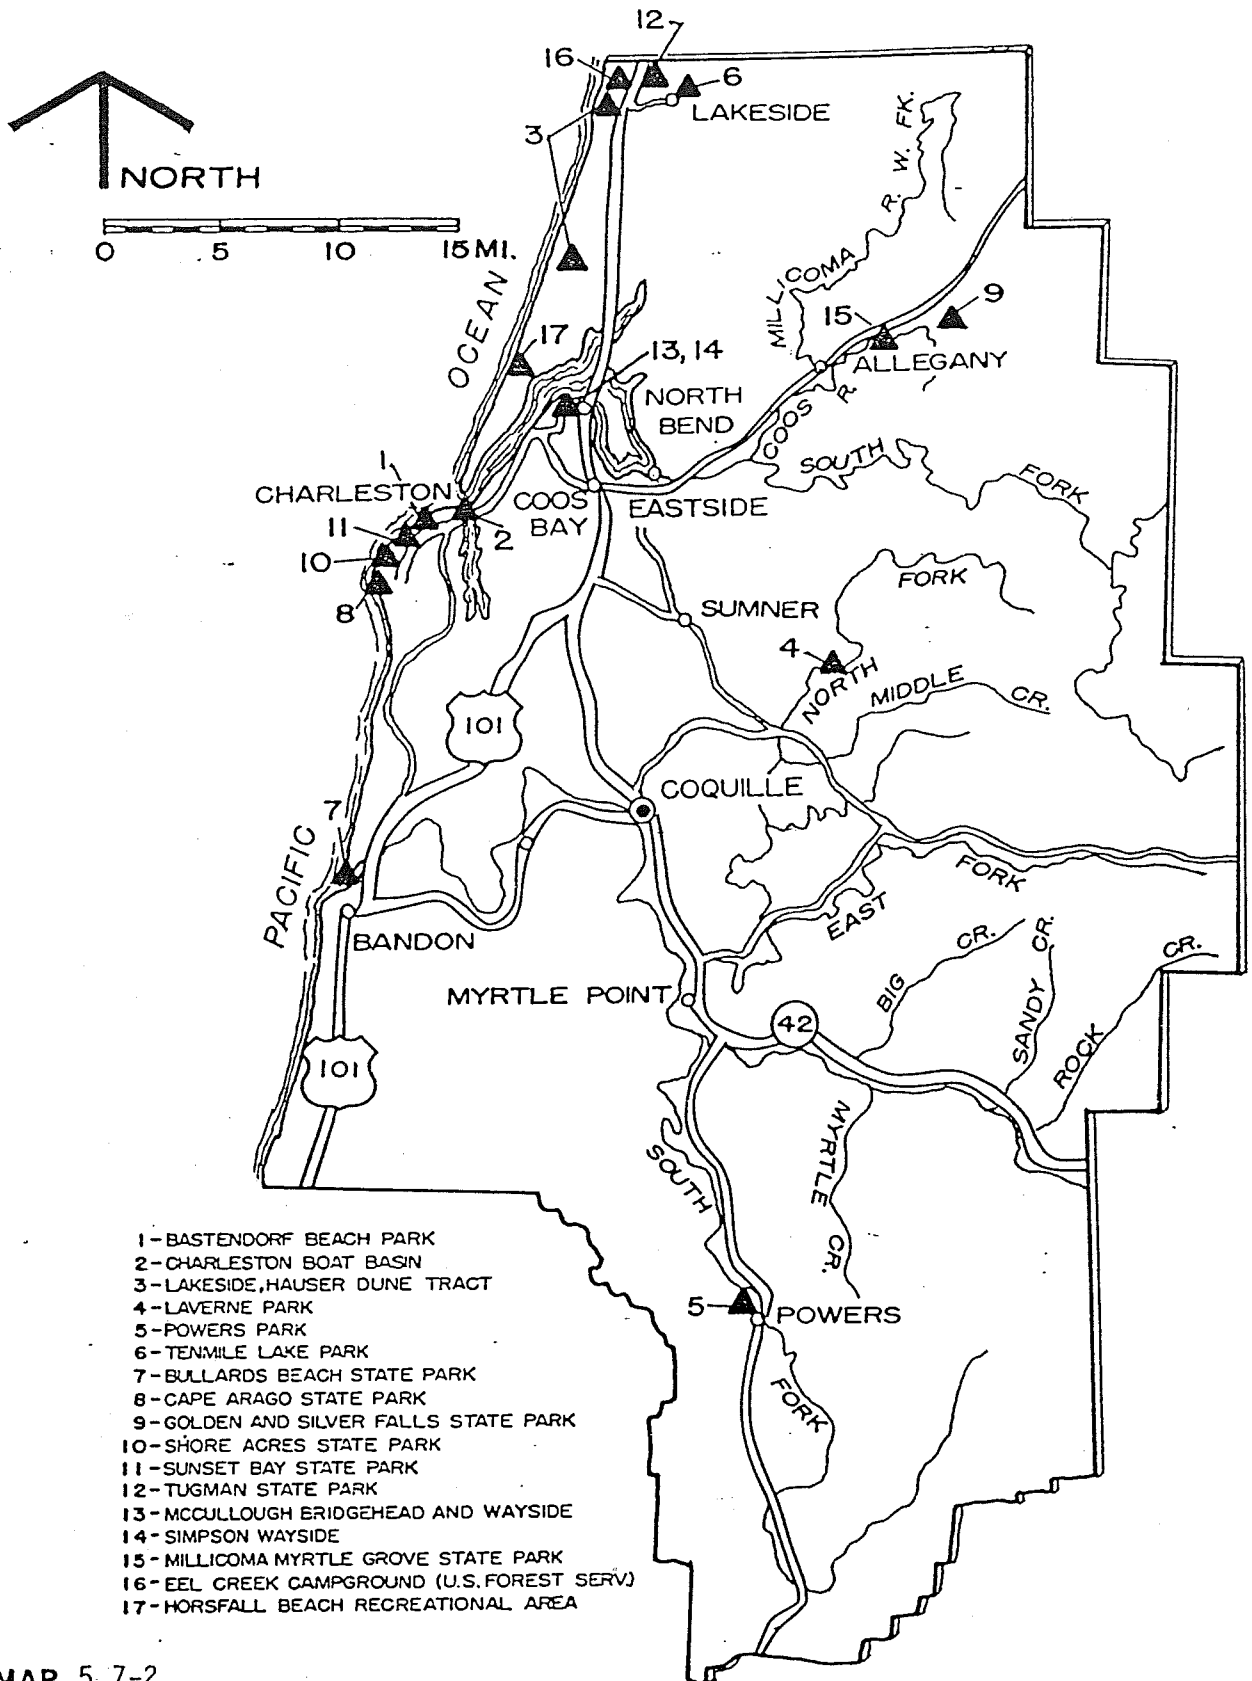 12
16
6
LAKESIDE
3
NORTH
0 5 10 15 MI.
OCEAN
MILLICOMA R. W. FK.
9
15
17
13, 14
ALLEGANY
NORTH
BEND
COOS R.
SOUTH
FORK
1
CHARLESTON
COOS
BAY
EASTSIDE
11
2
10
8
FORK
SUMNER
4
NORTH
MIDDLE CR.
101
COQUILLE
7
PACIFIC
FORK
EAST
BANDON
BIG CR.
SANDY CR.
ROCK CR.
MYRTLE POINT
42
101
MYRTLE CR.
SOUTH
5
POWERS
FORK
1-BASTENDORF BEACH PARK
2-CHARLESTON BOAT BASIN
3-LAKESIDE, HAUSER DUNE TRACT
4-LAVERNE PARK
5-POWERS PARK
6-TENMILE LAKE PARK
7-BULLARDS BEACH STATE PARK
8-CAPE ARAGO STATE PARK
9-GOLDEN AND SILVER FALLS STATE PARK
10-SHORE ACRES STATE PARK
11-SUNSET BAY STATE PARK
12-TUGMAN STATE PARK
13-MCCULLOUGH BRIDGEHEAD AND WAYSIDE
14-SIMPSON WAYSIDE
15-MILLICOMA MYRTLE GROVE STATE PARK
16-EEL CREEK CAMPGROUND (U.S. FOREST SERV.)
17-HORSFALL BEACH RECREATIONAL AREA
MAP 5.7-2